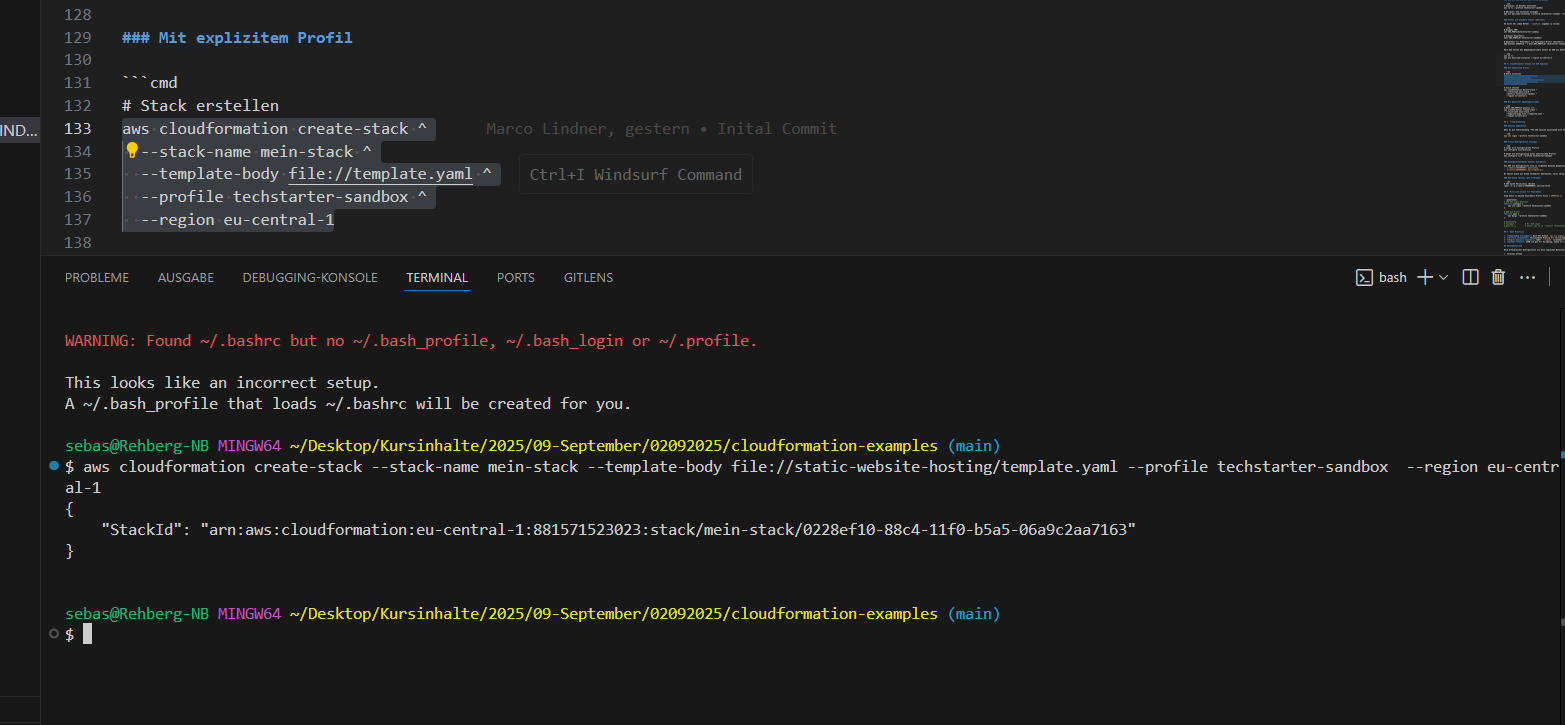 128
129 ### Mit explizitem Profil
130
131 ```cmd
132 # Stack erstellen
IND...
133 aws cloudformation create-stack ^ Marco Lindner, gestern • Inital Commit
134 --stack-name mein-stack ^
135 --template-body file://template.yaml ^ Ctrl+I Windsurf Command
136 --profile techstarter-sandbox ^
137 --region eu-central-1
138
PROBLEME AUSGABE DEBUGGING-KONSOLE TERMINAL PORTS GITLENS bash
WARNING: Found ~/.bashrc but no ~/.bash_profile, ~/.bash_login or ~/.profile.
This looks like an incorrect setup.
A ~/.bash_profile that loads ~/.bashrc will be created for you.
sebas@Rehberg-NB MINGW64 ~/Desktop/Kursinhalte/2025/09-September/02092025/cloudformation-examples (main)
$ aws cloudformation create-stack --stack-name mein-stack --template-body file://static-website-hosting/template.yaml --profile techstarter-sandbox  --region eu-centr
al-1
{
    "StackId": "arn:aws:cloudformation:eu-central-1:881571523023:stack/mein-stack/0228ef10-88c4-11f0-b5a5-06a9c2aa7163"
}
sebas@Rehberg-NB MINGW64 ~/Desktop/Kursinhalte/2025/09-September/02092025/cloudformation-examples (main)
$